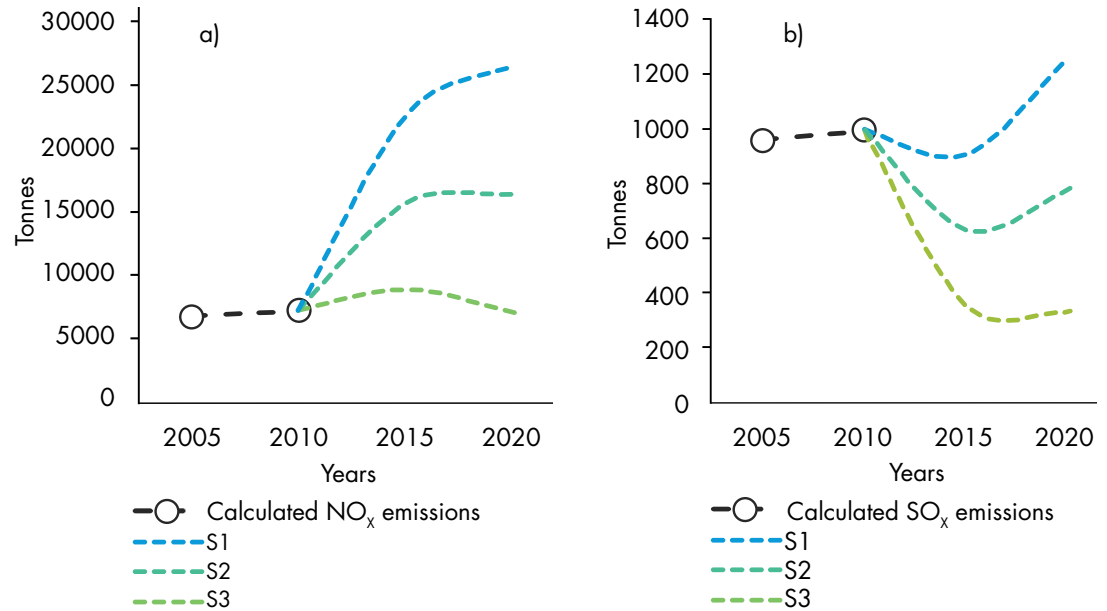 a)
30000
25000
20000
15000
10000
5000
0
Tonnes
2005 2010 2015 2020
Years
Calculated NOx emissions
S1
S2
S3
b)
1400
1200
1000
800
600
400
200
0
Tonnes
2005 2010 2015 2020
Years
Calculated SOx emissions
S1
S2
S3